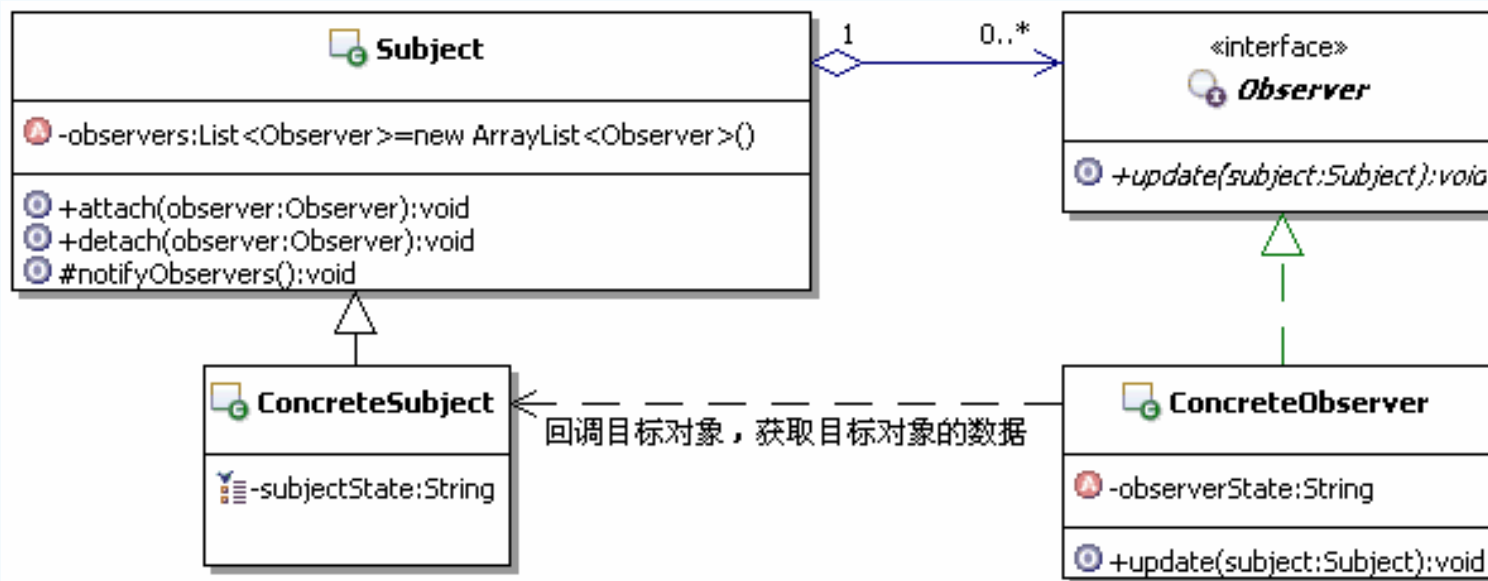 Subject
-observers:List<Observer>=new ArrayList<Observer>()
+attach(observer:Observer):void
+detach(observer:Observer):void
#notifyObservers():void
1
0..*
«interface»
Observer
+update(subject:Subject):void
ConcreteSubject
-subjectState:String
回调目标对象，获取目标对象的数据
ConcreteObserver
-observerState:String
+update(subject:Subject):void